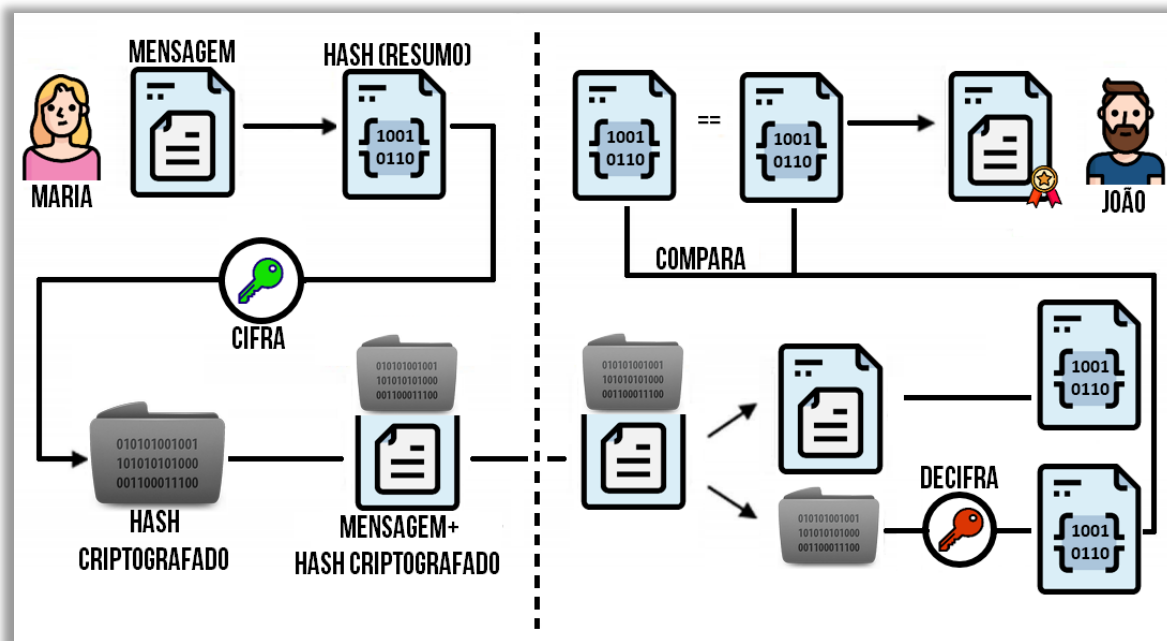 MENSAGEM
HASH (RESUMO)
1001
0110
MARIA
CIFRA
010101001001
101010101000
001100011100
HASH
CRIPTOGRAFADO
010101001001
101010101000
001100011100
MENSAGEM+
HASH CRIPTOGRAFADO
1001
0110
==
1001
0110
JOÃO
COMPARA
010101001001
101010101000
001100011100
1001
0110
DECIFRA
010101001001
101010101000
001100011100
1001
0110